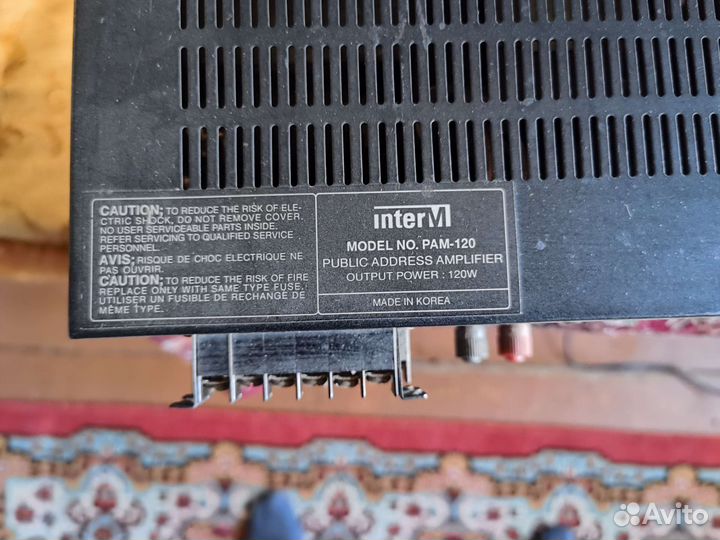 CAUTION; TO REDUCE THE RISK OF ELE-
CTRIC SHOCK, DO NOT REMOVE COVER.
NO USER SERVICEABLE PARTS INSIDE.
REFER SERVICING TO QUALIFIED SERVICE
PERSONNEL.
AVIS; RISQUE DE CHOC ELECTRIQUE NE
PAS OUVRIR.
CAUTION; TO REDUCE THE RISK OF FIRE
REPLACE ONLY WITH SAME TYPE FUSE.
UTILISER UN FUSIBLE DE RECHANGE DE
MÊME TYPE.
interM
MODEL NO. PAM-120
PUBLIC ADDRESS AMPLIFIER
OUTPUT POWER : 120W
MADE IN KOREA
Avito